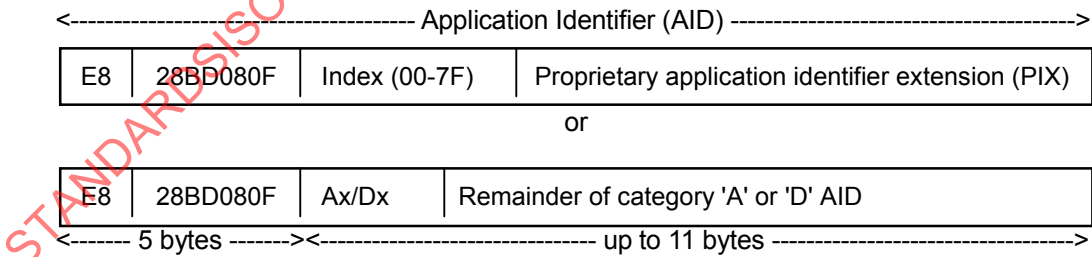 <------------------------------------- Application Identifier (AID) ------------------------------------->
E8 28BD080F Index (00-7F) Proprietary application identifier extension (PIX)
or
E8 28BD080F Ax/Dx Remainder of category 'A' or 'D' AID
<------- 5 bytes -------><------------------------------ up to 11 bytes --------------------------------->
STANDARDSISO